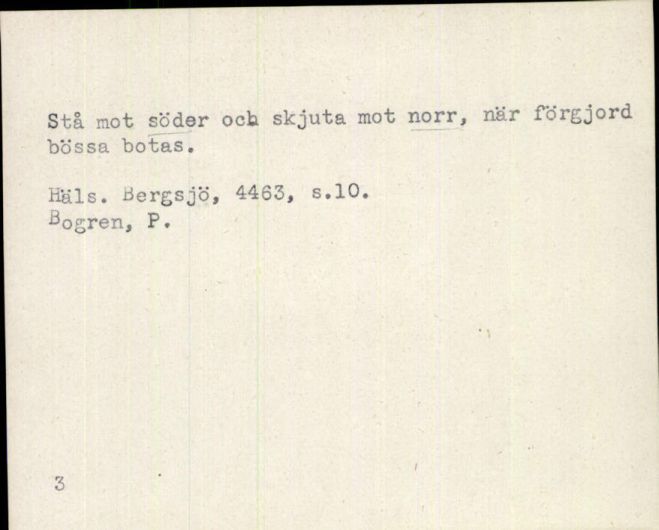 Stå mot söder och skjuta mot norr, när förgjord
bössa botas.
Häls. Bergsjö, 4463, s.10.
Bogren, P.
3